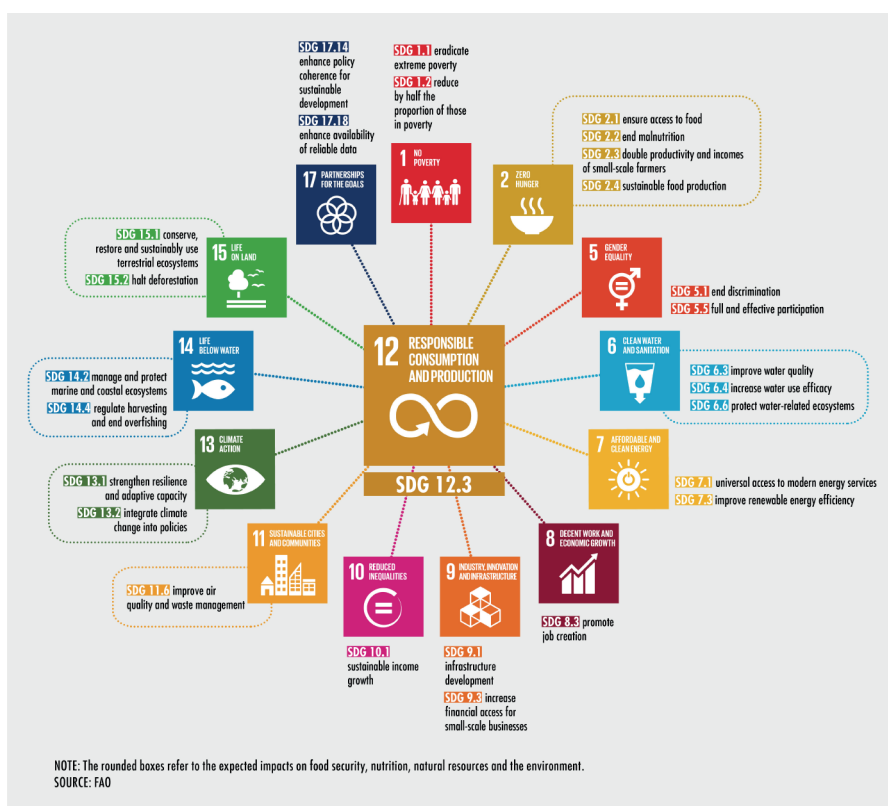 SDG 17.14
enhance policy
coherence for
sustainable
development
SDG 17.18
enhance availability
of reliable data
SDG 1.1 eradicate
extreme poverty
SDG 1.2 reduce
by half the
proportion of those
in poverty
17 PARTNERSHIPS
FOR THE GOALS
1 NO
POVERTY
2 ZERO
HUNGER
SDG 2.1 ensure access to food
SDG 2.2 end malnutrition
SDG 2.3 double productivity and incomes
of small-scale farmers
SDG 2.4 sustainable food production
SDG 15.1 conserve,
restore and sustainably use
terrestrial ecosystems
SDG 15.2 halt deforestation
15 LIFE
ON LAND
5 GENDER
EQUALITY
SDG 5.1 end discrimination
SDG 5.5 full and effective participation
14 LIFE
BELOW WATER
SDG 14.2 manage and protect
marine and coastal ecosystems
SDG 14.4 regulate harvesting
and end overfishing
12 RESPONSIBLE
CONSUMPTION
AND PRODUCTION
SDG 12.3
6 CLEAN WATER
AND SANITATION
SDG 6.3 improve water quality
SDG 6.4 increase water use efficacy
SDG 6.6 protect water-related ecosystems
13 CLIMATE
ACTION
SDG 13.1 strengthen resilience
and adaptive capacity
SDG 13.2 integrate climate
change into policies
7 AFFORDABLE AND
CLEAN ENERGY
SDG 7.1 universal access to modern energy services
SDG 7.3 improve renewable energy efficiency
11 SUSTAINABLE CITIES
AND COMMUNITIES
SDG 11.6 improve air
quality and waste management
10 REDUCED
INEQUALITIES
SDG 10.1
sustainable income
growth
9 INDUSTRY, INNOVATION
AND INFRASTRUCTURE
SDG 9.1
infrastructure
development
SDG 9.3 increase
financial access for
small-scale businesses
8 DECENT WORK AND
ECONOMIC GROWTH
SDG 8.3 promote
job creation
NOTE: The rounded boxes refer to the expected impacts on food security, nutrition, natural resources and the environment.
SOURCE: FAO